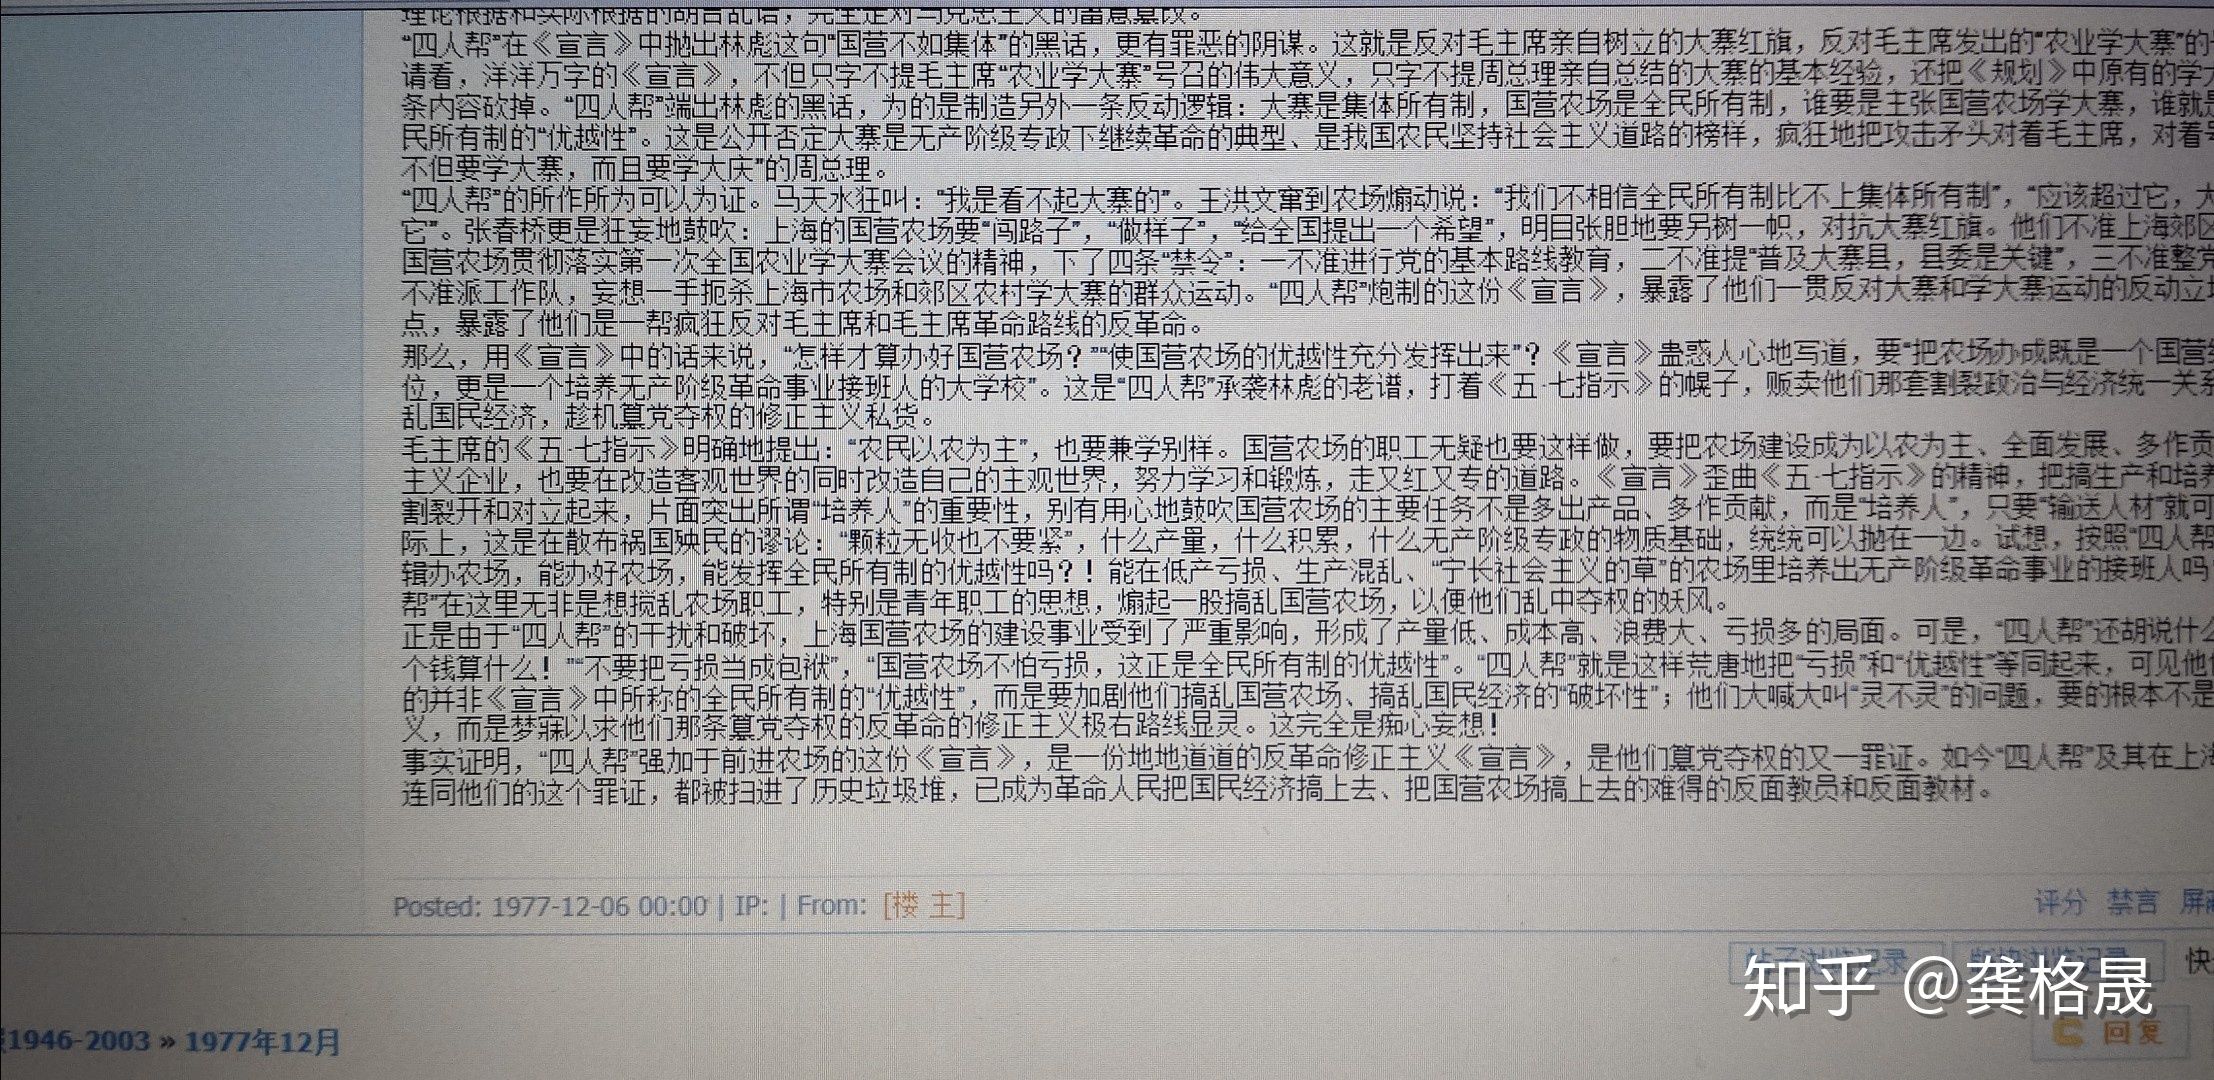 理论根据和实际根据的胡言乱语，完全是对马克思主义的蓄意篡改。
“四人帮”在《宣言》中抛出林彪这句“国营不如集体”的黑话，更有罪恶的阴谋。这就是反对毛主席亲自树立的大寨红旗，反对毛主席发出的“农业学大寨”的
请看，洋洋万字的《宣言》，不但只字不提毛主席“农业学大寨”号召的伟大意义，只字不提周总理亲自总结的大寨的基本经验，还把《规划》中原有的学大
条内容砍掉。“四人帮”端出林彪的黑话，为的是制造另外一条反动逻辑：大寨是集体所有制，国营农场是全民所有制，谁要是主张国营农场学大寨，谁就是
民所有制的“优越性”。这是公开否定大寨是无产阶级专政下继续革命的典型、是我国农民坚持社会主义道路的榜样，疯狂地把攻击矛头对着毛主席，对着号
不但要学大寨，而且要学大庆”的周总理。
“四人帮”的所作所为可以为证。马天水狂叫：“我是看不起大寨的”。王洪文窜到农场煽动说：“我们不相信全民所有制比不上集体所有制”，“应该超过它，大
它”。张春桥更是狂妄地鼓吹：上海的国营农场要“闯路子”，“做样子”，“给全国提出一个希望”，明目张胆地要另树一帜，对抗大寨红旗。他们不准上海郊区
国营农场贯彻落实第一次全国农业学大寨会议的精神，下了四条“禁令”：一不准进行党的基本路线教育，二不准提“普及大寨县，县委是关键”，三不准整党
不准派工作队，妄想一手扼杀上海市农场和郊区农村学大寨的群众运动。“四人帮”炮制的这份《宣言》，暴露了他们一贯反对大寨和学大寨运动的反动立场
点，暴露了他们是一帮疯狂反对毛主席和毛主席革命路线的反革命。
那么，用《宣言》中的话来说，“怎样才算办好国营农场？”“使国营农场的优越性充分发挥出来”？《宣言》蛊惑人心地写道，要“把农场办成既是一个国营经
位，更是一个培养无产阶级革命事业接班人的大学校”。这是“四人帮”承袭林彪的老谱，打着《五·七指示》的幌子，贩卖他们那套割裂政治与经济统一关系
乱国民经济，趁机篡党夺权的修正主义私货。
毛主席的《五·七指示》明确地提出：“农民以农为主”，也要兼学别样。国营农场的职工无疑也要这样做，要把农场建设成为以农为主、全面发展、多作贡
主义企业，也要在改造客观世界的同时改造自己的主观世界，努力学习和锻炼，走又红又专的道路。《宣言》歪曲《五·七指示》的精神，把搞生产和培养
割裂开和对立起来，片面突出所谓“培养人”的重要性，别有用心地鼓吹国营农场的主要任务不是多出产品、多作贡献，而是“培养人”，只要“输送人材”就可
际上，这是在散布祸国殃民的谬论：“颗粒无收也不要紧”，什么产量，什么积累，什么无产阶级专政的物质基础，统统可以抛在一边。试想，按照“四人帮
辑办农场，能办好农场，能发挥全民所有制的优越性吗？！能在低产亏损、生产混乱、“宁长社会主义的草”的农场里培养出无产阶级革命事业的接班人吗
帮”在这里无非是想搅乱农场职工，特别是青年职工的思想，煽起一股搞乱国营农场，以便他们乱中夺权的妖风。
正是由于“四人帮”的干扰和破坏，上海国营农场的建设事业受到了严重影响，形成了产量低、成本高、浪费大、亏损多的局面。可是，“四人帮”还胡说什么
个钱算什么！”“不要把亏损当成包袱”，“国营农场不怕亏损，这正是全民所有制的优越性”。“四人帮”就是这样荒唐地把“亏损”和“优越性”等同起来，可见他们
的并非《宣言》中所称的全民所有制的“优越性”，而是要加剧他们搞乱国营农场、搞乱国民经济的“破坏性”；他们大喊大叫“灵不灵”的问题，要的根本不是
义，而是梦寐以求他们那条篡党夺权的反革命的修正主义极右路线显灵。这完全是痴心妄想！
事实证明，“四人帮”强加于前进农场的这份《宣言》，是一份地地道道的反革命修正主义《宣言》，是他们篡党夺权的又一罪证。如今“四人帮”及其在上海
连同他们的这个罪证，都被扫进了历史垃圾堆，已成为革命人民把国民经济搞上去、把国营农场搞上去的难得的反面教员和反面教材。
Posted: 1977-12-06 00:00 | IP: | From: [楼 主]
评分 禁言 屏蔽
帖子浏览记录 版块浏览记录 快
知乎 @龚格晟
回复
1946-2003 » 1977年12月